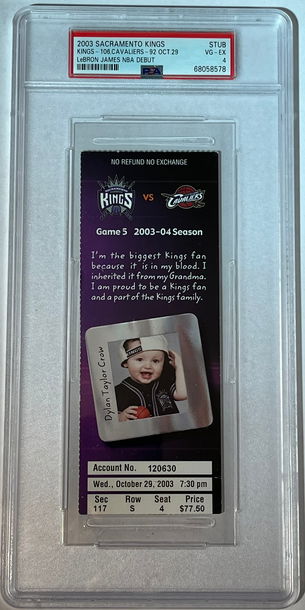 2003 SACRAMENTO KINGS STUB
KINGS-106,CAVALIERS-92 OCT.29 VG-EX
LeBRON JAMES NBA DEBUT PSA 4
68058578
NO REFUND NO EXCHANGE
KINGS VS CAVALIERS
Game 5 2003-04 Season
I'm the biggest Kings fan
because it is in my blood. I
inherited it from my Grandma.
I am proud to be a Kings fan
and a part of the Kings family.
Dylan Taylor Crow
Account No. 120630
Wed., October 29, 2003 7:30 pm
Sec Row Seat Price
117 S 4 $77.50